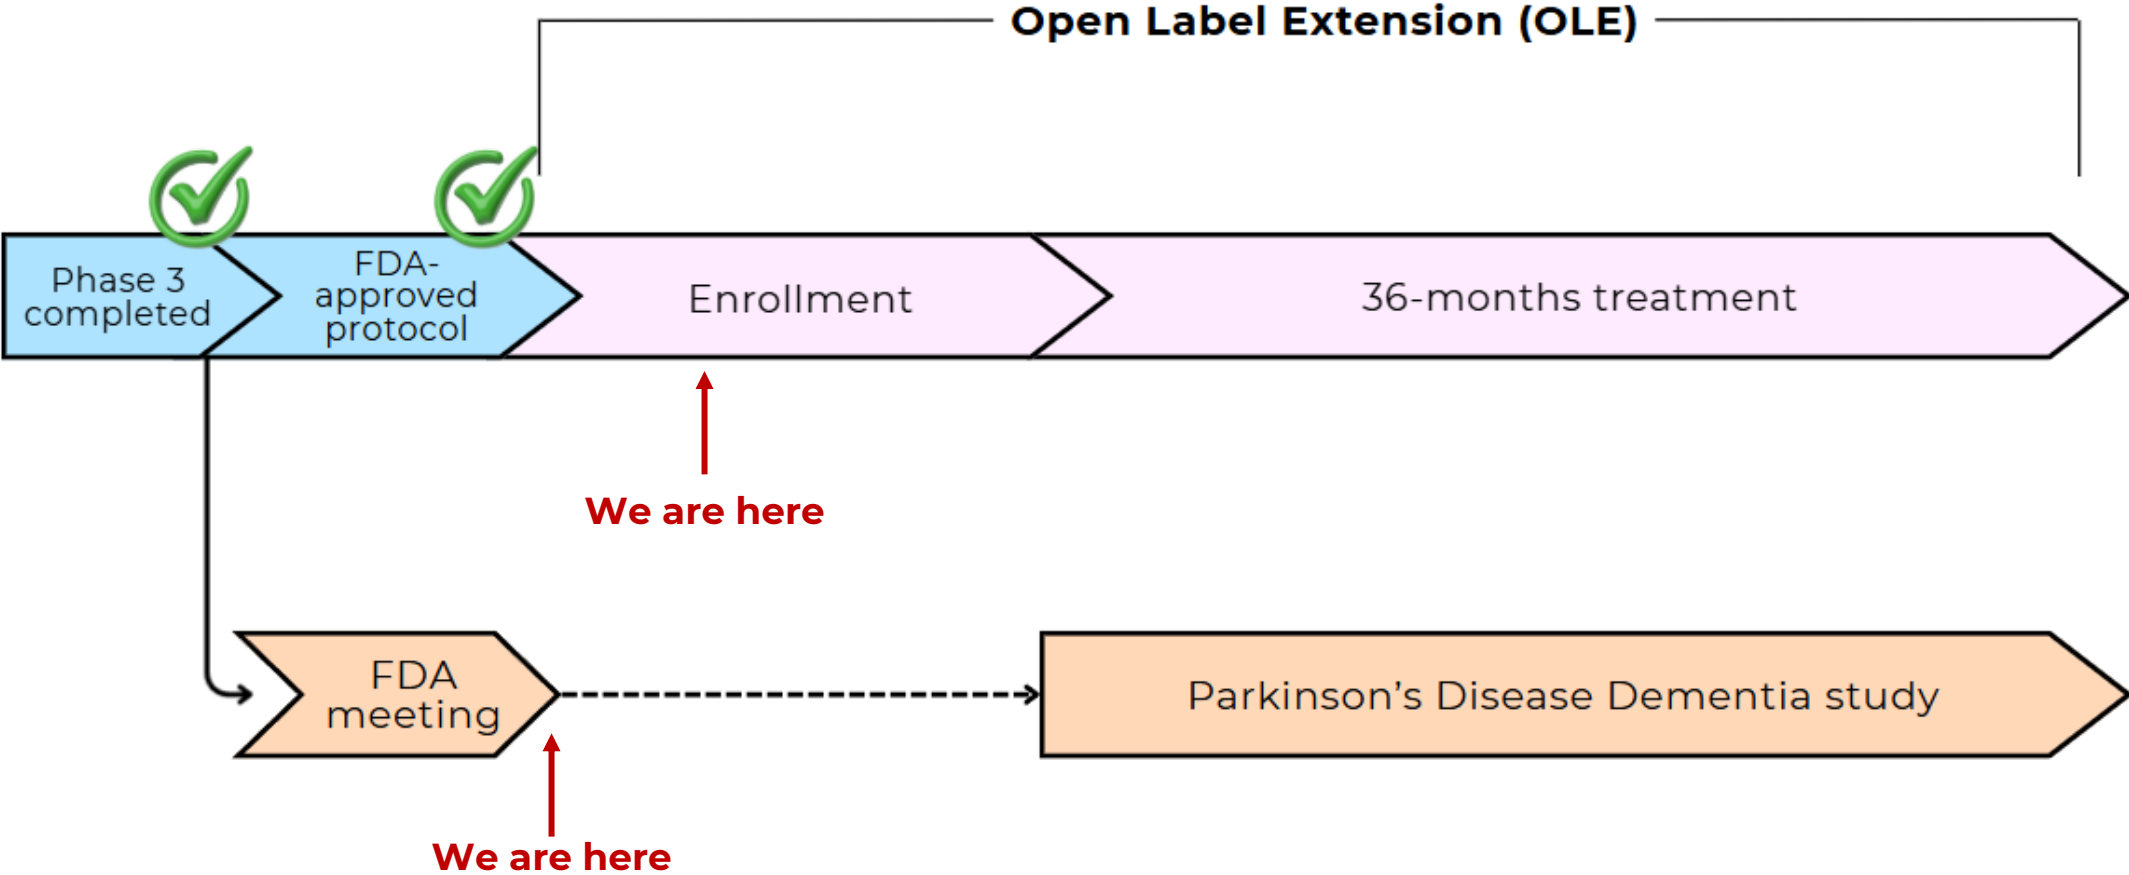 Open Label Extension (OLE)
Phase 3
completed
FDA-
approved
protocol
Enrollment
36-months treatment
We are here
FDA
meeting
Parkinson’s Disease Dementia study
We are here